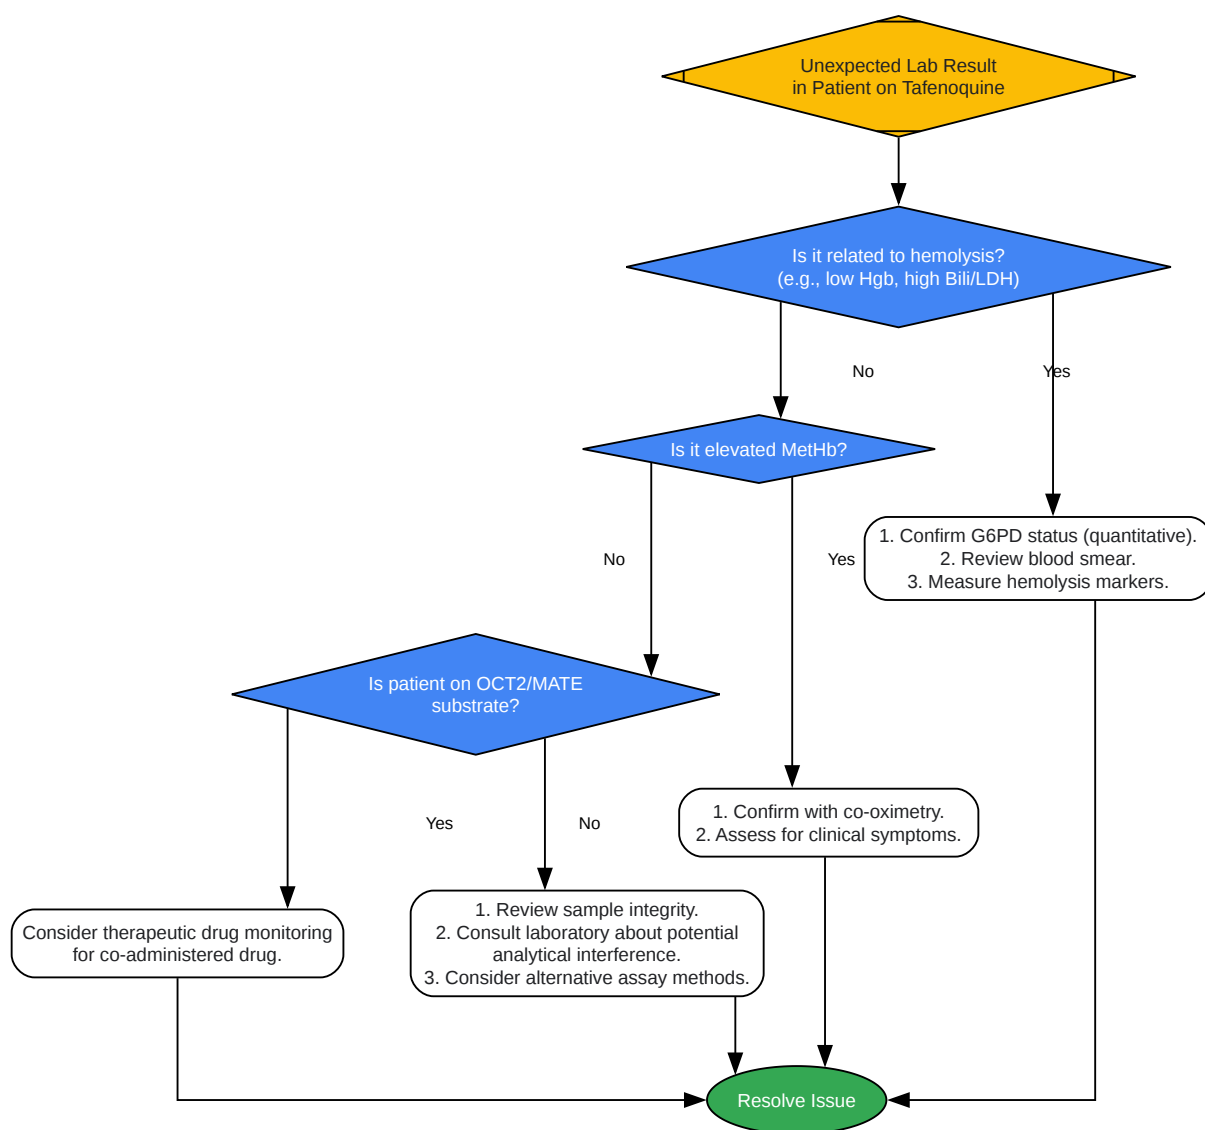 Unexpected Lab Result
in Patient on Tafenoquine
Is it related to hemolysis?
(e.g., low Hgb, high Bili/LDH)
No
Yes
Is it elevated MetHb?
1. Confirm G6PD status (quantitative).
2. Review blood smear.
3. Measure hemolysis markers.
No
Yes
Is patient on OCT2/MATE
substrate?
Yes
No
1. Confirm with co-oximetry.
2. Assess for clinical symptoms.
Consider therapeutic drug monitoring
for co-administered drug.
1. Review sample integrity.
2. Consult laboratory about potential
analytical interference.
3. Consider alternative assay methods.
Resolve Issue